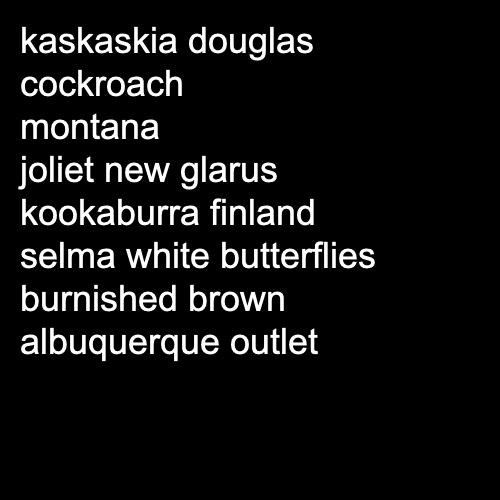 kaskaskia douglas
cockroach
montana
joliet new glarus
kookaburra finland
selma white butterflies
burnished brown
albuquerque outlet